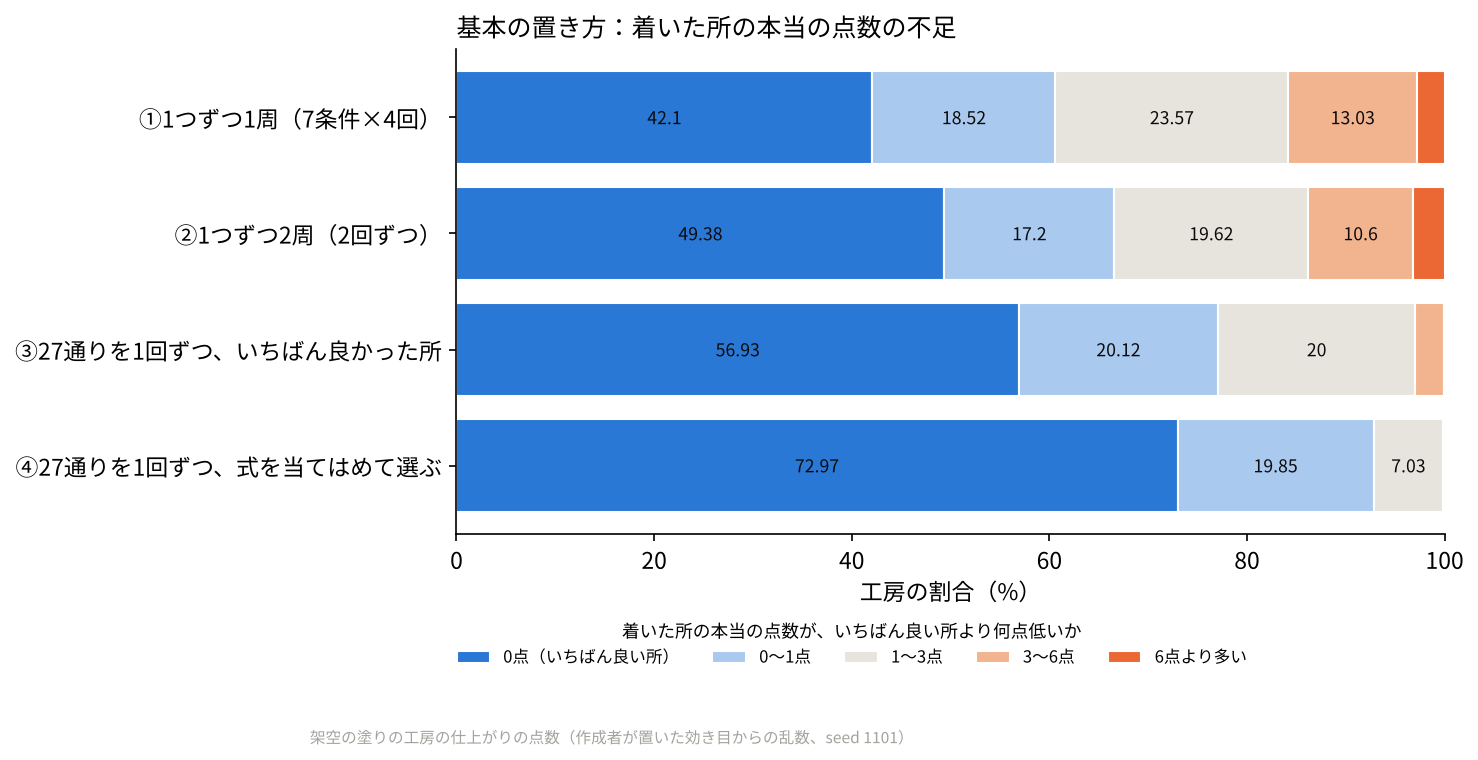 基本の置き方：着いた所の本当の点数の不足
①1つずつ1周（7条件×4回）
42.1
18.52
23.57
13.03
②1つずつ2周（2回ずつ）
49.38
17.2
19.62
10.6
③27通りを1回ずつ、いちばん良かった所
56.93
20.12
20
④27通りを1回ずつ、式を当てはめて選ぶ
72.97
19.85
7.03
0 20 40 60 80 100
工房の割合（%）
着いた所の本当の点数が、いちばん良い所より何点低いか
0点（いちばん良い所） 0～1点 1～3点 3～6点 6点より多い
架空の塗りの工房の仕上がりの点数（作成者が置いた効き目からの乱数、seed 1101）